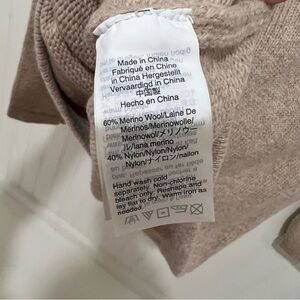 Made in China
Fabriqué en Chine
in China Hergestellt
Vervaardigd in China
中国製
Hecho en China
60% Merino Wool/Laine De
Merinos/Merinowolle/
Merinowol/メリノウー
ル/lana merino
40% Nylon/Nylon/Nylon/
Nylon/ナイロン/nailon
Hand wash cold
separately. Non-chlorine
bleach only. Reshape and
lay flat to dry. Warm iron as
needed.